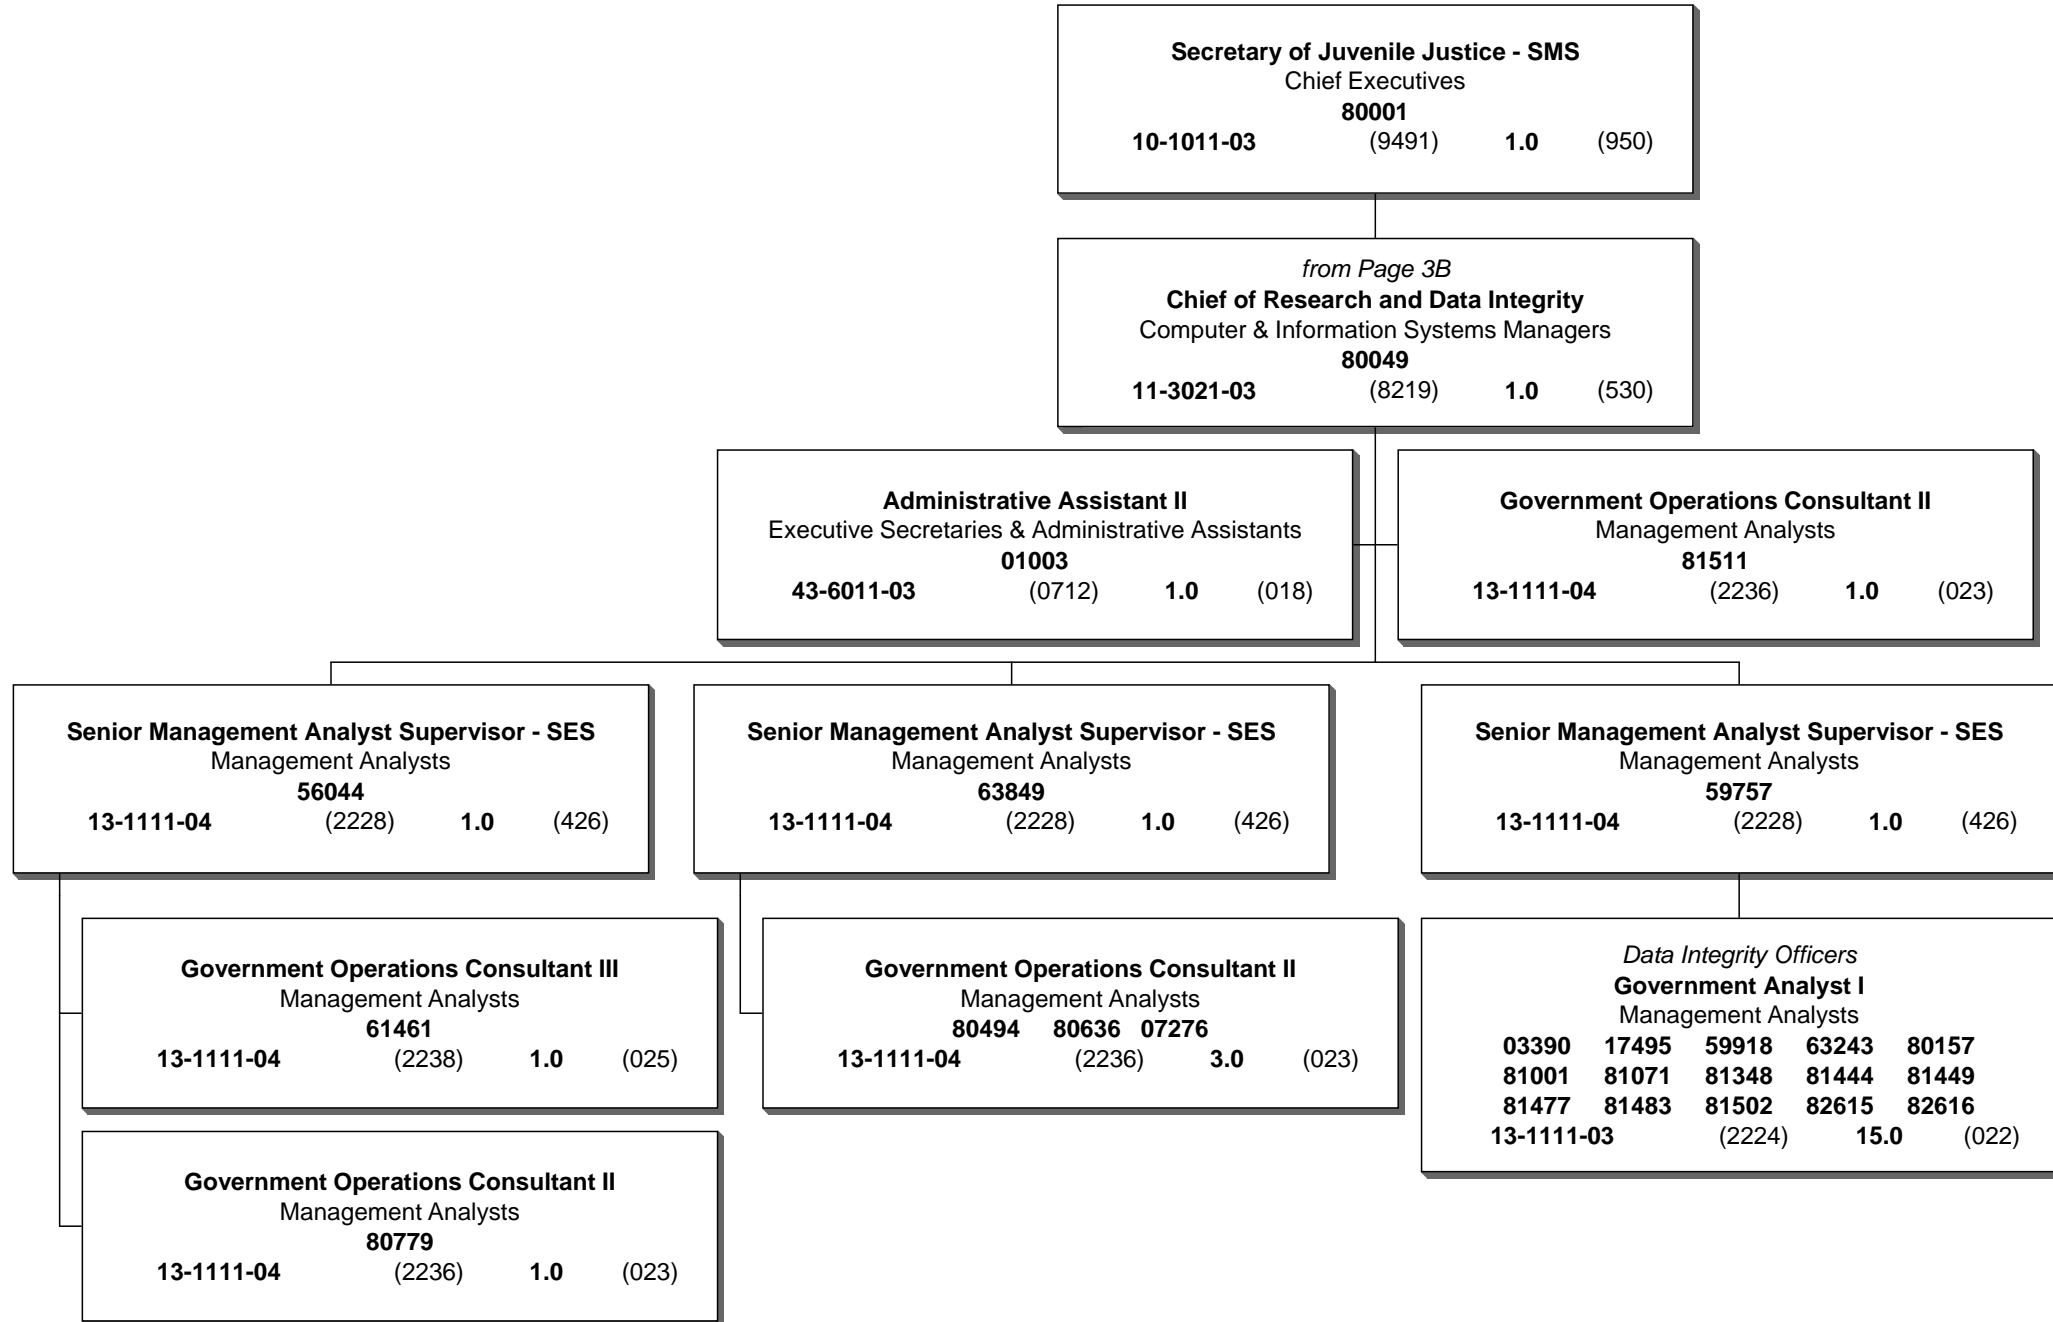 Secretary of Juvenile Justice - SMS
Chief Executives
80001
10-1011-03 (9491) 1.0 (950)
from Page 3B
Chief of Research and Data Integrity
Computer & Information Systems Managers
80049
11-3021-03 (8219) 1.0 (530)
Administrative Assistant II
Executive Secretaries & Administrative Assistants
01003
43-6011-03 (0712) 1.0 (018)
Government Operations Consultant II
Management Analysts
81511
13-1111-04 (2236) 1.0 (023)
Senior Management Analyst Supervisor - SES
Management Analysts
56044
13-1111-04 (2228) 1.0 (426)
Senior Management Analyst Supervisor - SES
Management Analysts
63849
13-1111-04 (2228) 1.0 (426)
Senior Management Analyst Supervisor - SES
Management Analysts
59757
13-1111-04 (2228) 1.0 (426)
Government Operations Consultant III
Management Analysts
61461
13-1111-04 (2238) 1.0 (025)
Government Operations Consultant II
Management Analysts
80494 80636 07276
13-1111-04 (2236) 3.0 (023)
Data Integrity Officers
Government Analyst I
Management Analysts
03390 17495 59918 63243 80157
81001 81071 81348 81444 81449
81477 81483 81502 82615 82616
13-1111-03 (2224) 15.0 (022)
Government Operations Consultant II
Management Analysts
80779
13-1111-04 (2236) 1.0 (023)